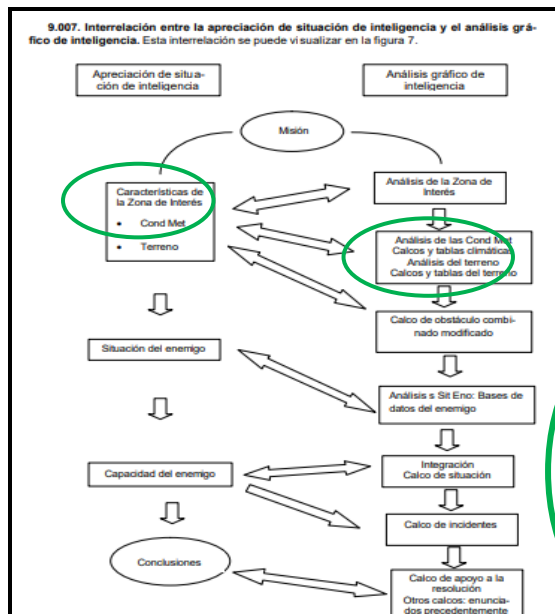 9.007. Interrelación entre la apreciación de situación de inteligencia y el análisis grá-
fico de inteligencia. Esta interrelación se puede visualizar en la figura 7.
Apreciación de situa-
ción de inteligencia
Análisis gráfico de
inteligencia
Misión
Características de
la Zona de Interés
• Cond Met
• Terreno
Análisis de la Zona de
Interés
Análisis de las Cond Met
Calcos y tablas climáticas
Análisis del terreno
Calcos y tablas del terreno
Calco de obstáculo combi-
nado modificado
Situación del enemigo
Análisis s Sit Eno: Bases de
datos del enemigo
Capacidad del enemigo
Integración
Calco de situación
Calco de incidentes
Conclusiones
Calco de apoyo a la
resolución
Otros calcos: enuncia-
dos precedentemente